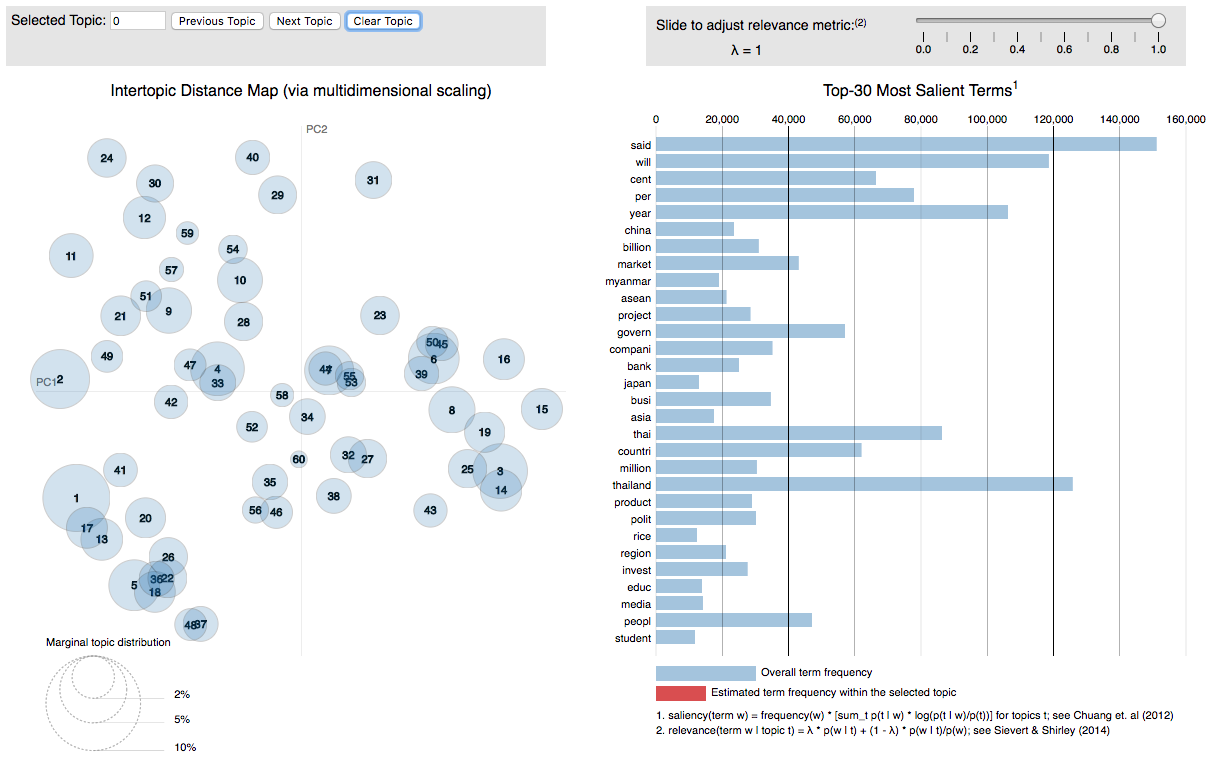 Selected Topic: 0 Previous Topic Next Topic Clear Topic
Slide to adjust relevance metric:(2)
λ = 1
0.0 0.2 0.4 0.6 0.8 1.0
Intertopic Distance Map (via multidimensional scaling)
PC2
PC1
24
40
31
30
29
12
59
54
11
57
10
51
9
21
28
23
50
45
49
6
16
47
4
44
7
55
53
39
33
2
42
58
8
15
34
52
19
32
27
60
41
25
3
35
14
1
38
56
46
43
20
17
13
26
36
22
5
18
48
37
Marginal topic distribution
2%
5%
10%
Top-30 Most Salient Terms1
0 20,000 40,000 60,000 80,000 100,000 120,000 140,000 160,000
said
will
cent
per
year
china
billion
market
myanmar
asean
project
govern
compani
bank
japan
busi
asia
thai
countri
million
thailand
product
polit
rice
region
invest
educ
media
peopl
student
Overall term frequency
Estimated term frequency within the selected topic
1. saliency(term w) = frequency(w) * [sum_t p(t | w) * log(p(t | w)/p(t))] for topics t; see Chuang et. al (2012)
2. relevance(term w | topic t) = λ * p(w | t) + (1 - λ) * p(w | t)/p(w); see Sievert & Shirley (2014)